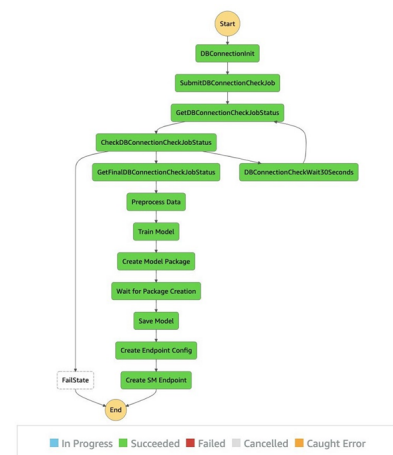 Start
DBConnectionInit
SubmitDBConnectionCheckJob
GetDBConnectionCheckJobStatus
CheckDBConnectionCheckJobStatus
GetFinalDBConnectionCheckJobStatus
DBConnectionCheckWait30Seconds
Preprocess Data
Train Model
Create Model Package
Wait for Package Creation
Save Model
Create Endpoint Config
FailState
Create SM Endpoint
End
In Progress Succeeded Failed Cancelled Caught Error